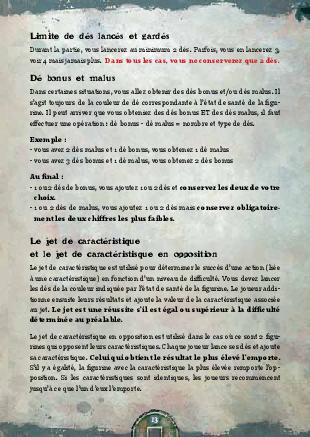 Limite de dés lancés et gardés
Durant la partie, vous lancerez au minimum 2 dés. Parfois, vous en lancerez 3,
voir 4 mais jamais plus. Dans tous les cas, vous ne conserverez que 2 dés.
Dé bonus et malus
Dans certaines situations, vous allez obtenir des dés bonus et/ou dés malus. Il
s'agit toujours de la couleur de dé correspondante à l'état de santé de la figu-
rine. Il peut arriver que vous obteniez des dés bonus ET des dés malus, il faut
effectuer une opération : dé bonus - dé malus = nombre et type de dés.
Exemple :
- vous avez 2 dés malus et 1 dé bonus, vous obtenez 1 dé malus
- vous avez 3 dés bonus et 1 dé malus, vous obtenez 2 dés bonus
Au final :
- 1 ou 2 dés de bonus, vous ajoutez 1 ou 2 dés et conservez les deux de votre
choix.
- 1 ou 2 dés de malus, vous ajoutez 1 ou 2 dés mais conservez obligatoire-
ment les deux chiffres les plus faibles.
Le jet de caractéristique
et le jet de caractéristique en opposition
Le jet de caractéristique est utilisé pour déterminer le succès d'une action (liée
à une caractéristique) en fonction d'un niveau de difficulté. Vous devez lancer
les dés de la couleur indiquée par l'état de santé de la figurine. Le joueur addi-
tionne ensuite leurs résultats et ajoute la valeur de la caractéristique associée
au jet. Le jet est une réussite s'il est égal ou supérieur à la difficulté
déterminée au préalable.
Le jet de caractéristique en opposition est utilisé dans le cas où ce sont 2 figu-
rines qui opposent leurs caractéristiques. Chaque joueur lance ses dés et ajoute
sa caractéristique. Celui qui obtient le résultat le plus élevé l'emporte.
S'il y a égalité, la figurine avec la caractéristique la plus élevée remporte l'op-
position. Si les caractéristiques sont identiques, les joueurs recommencent
jusqu'à ce que l'un d'eux l'emporte.
13